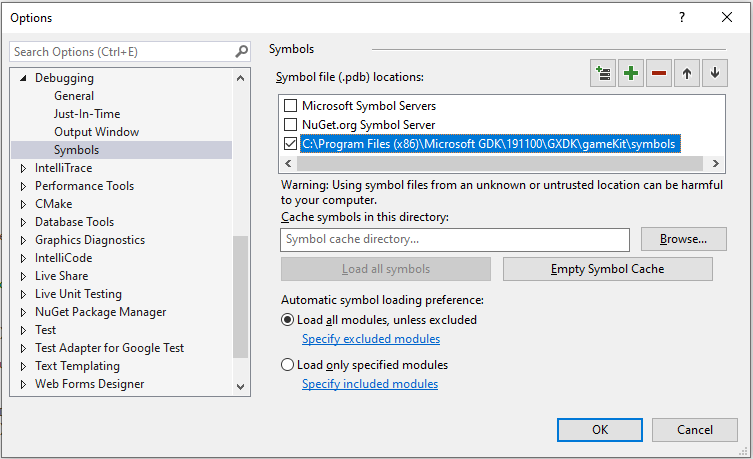 Options
Search Options (Ctrl+E)
Debugging
General
Just-In-Time
Output Window
Symbols
IntelliTrace
Performance Tools
CMake
Database Tools
Graphics Diagnostics
IntelliCode
Live Share
Live Unit Testing
NuGet Package Manager
Test
Test Adapter for Google Test
Text Templating
Web Forms Designer
Symbols
Symbol file (.pdb) locations:
Microsoft Symbol Servers
NuGet.org Symbol Server
C:\Program Files (x86)\Microsoft GDK\191100\GXDK\gameKit\symbols
Warning: Using symbol files from an unknown or untrusted location can be harmful
to your computer.
Cache symbols in this directory:
Symbol cache directory...
Browse...
Load all symbols
Empty Symbol Cache
Automatic symbol loading preference:
Load all modules, unless excluded
Specify excluded modules
Load only specified modules
Specify included modules
OK
Cancel